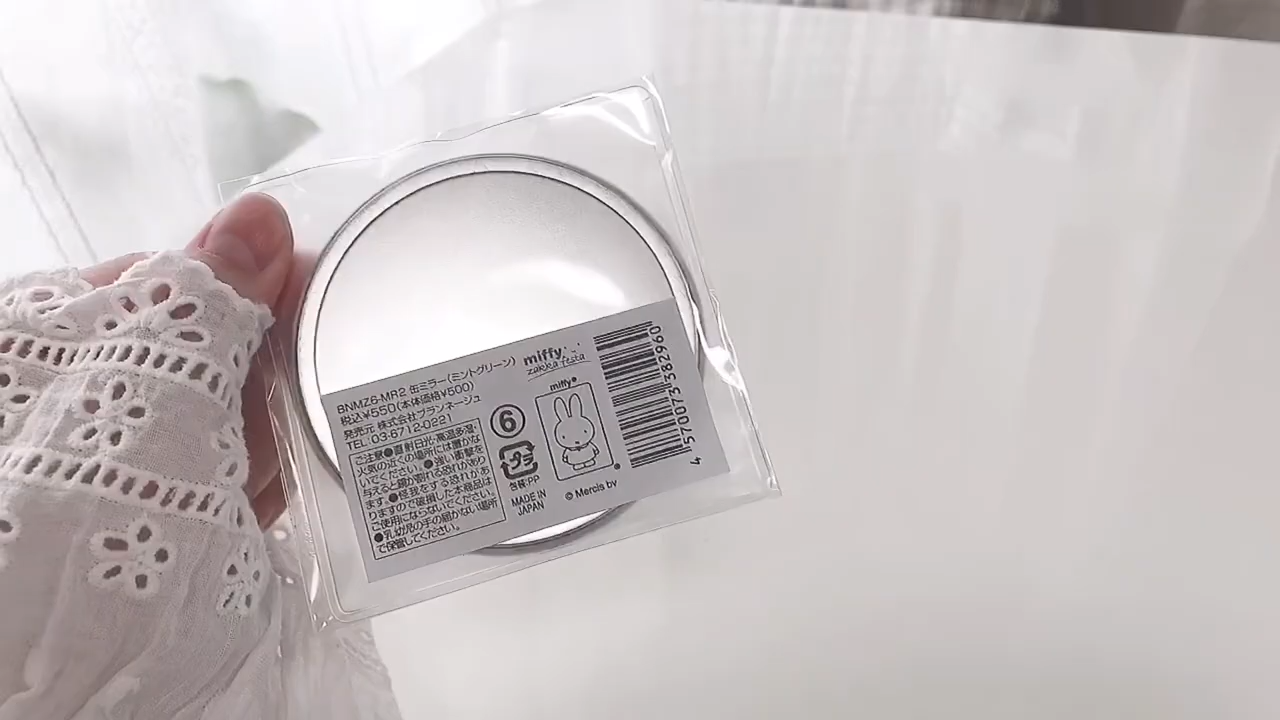 BNMZ6-MR2 缶ミラー(ミントグリーン)
税込¥550(本体価格¥500)
発売元 株式会社プランネージュ
TEL 03-6712-0221
ご注意●直射日光・高温多湿・
火気の近くの場所には置かな
いでください。●強い衝撃を
与えると鏡が割れる恐れがあり
ます。●怪我をする恐れがあ
りますので破損した本商品は
ご使用にならないでください。
●乳幼児の手の届かない場所
で保管してください。
6
プラ
包装:PP
MADE IN
JAPAN
miffy
zakka festa
miffy®
© Mercis bv
4 570073 382960